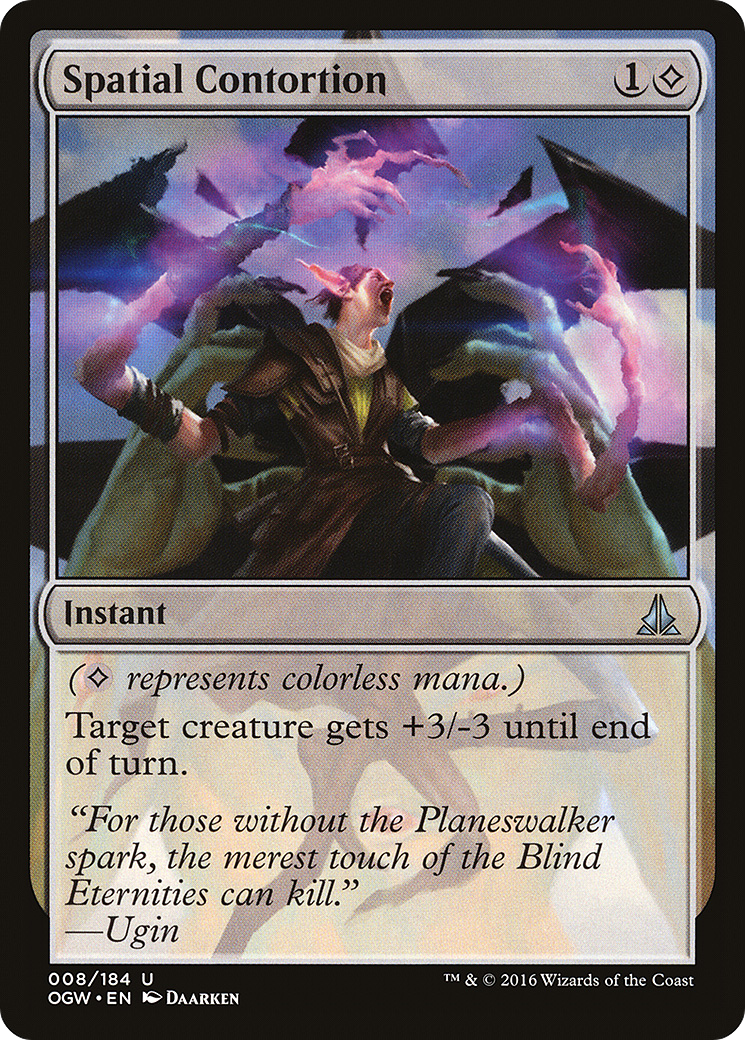 Spatial Contortion 1
Instant
( represents colorless mana.)
Target creature gets +3/-3 until end
of turn.
“For those without the Planeswalker
spark, the merest touch of the Blind
Eternities can kill.”
—Ugin
008/184 U
OGW • EN DAARKEN
™ & © 2016 Wizards of the Coast